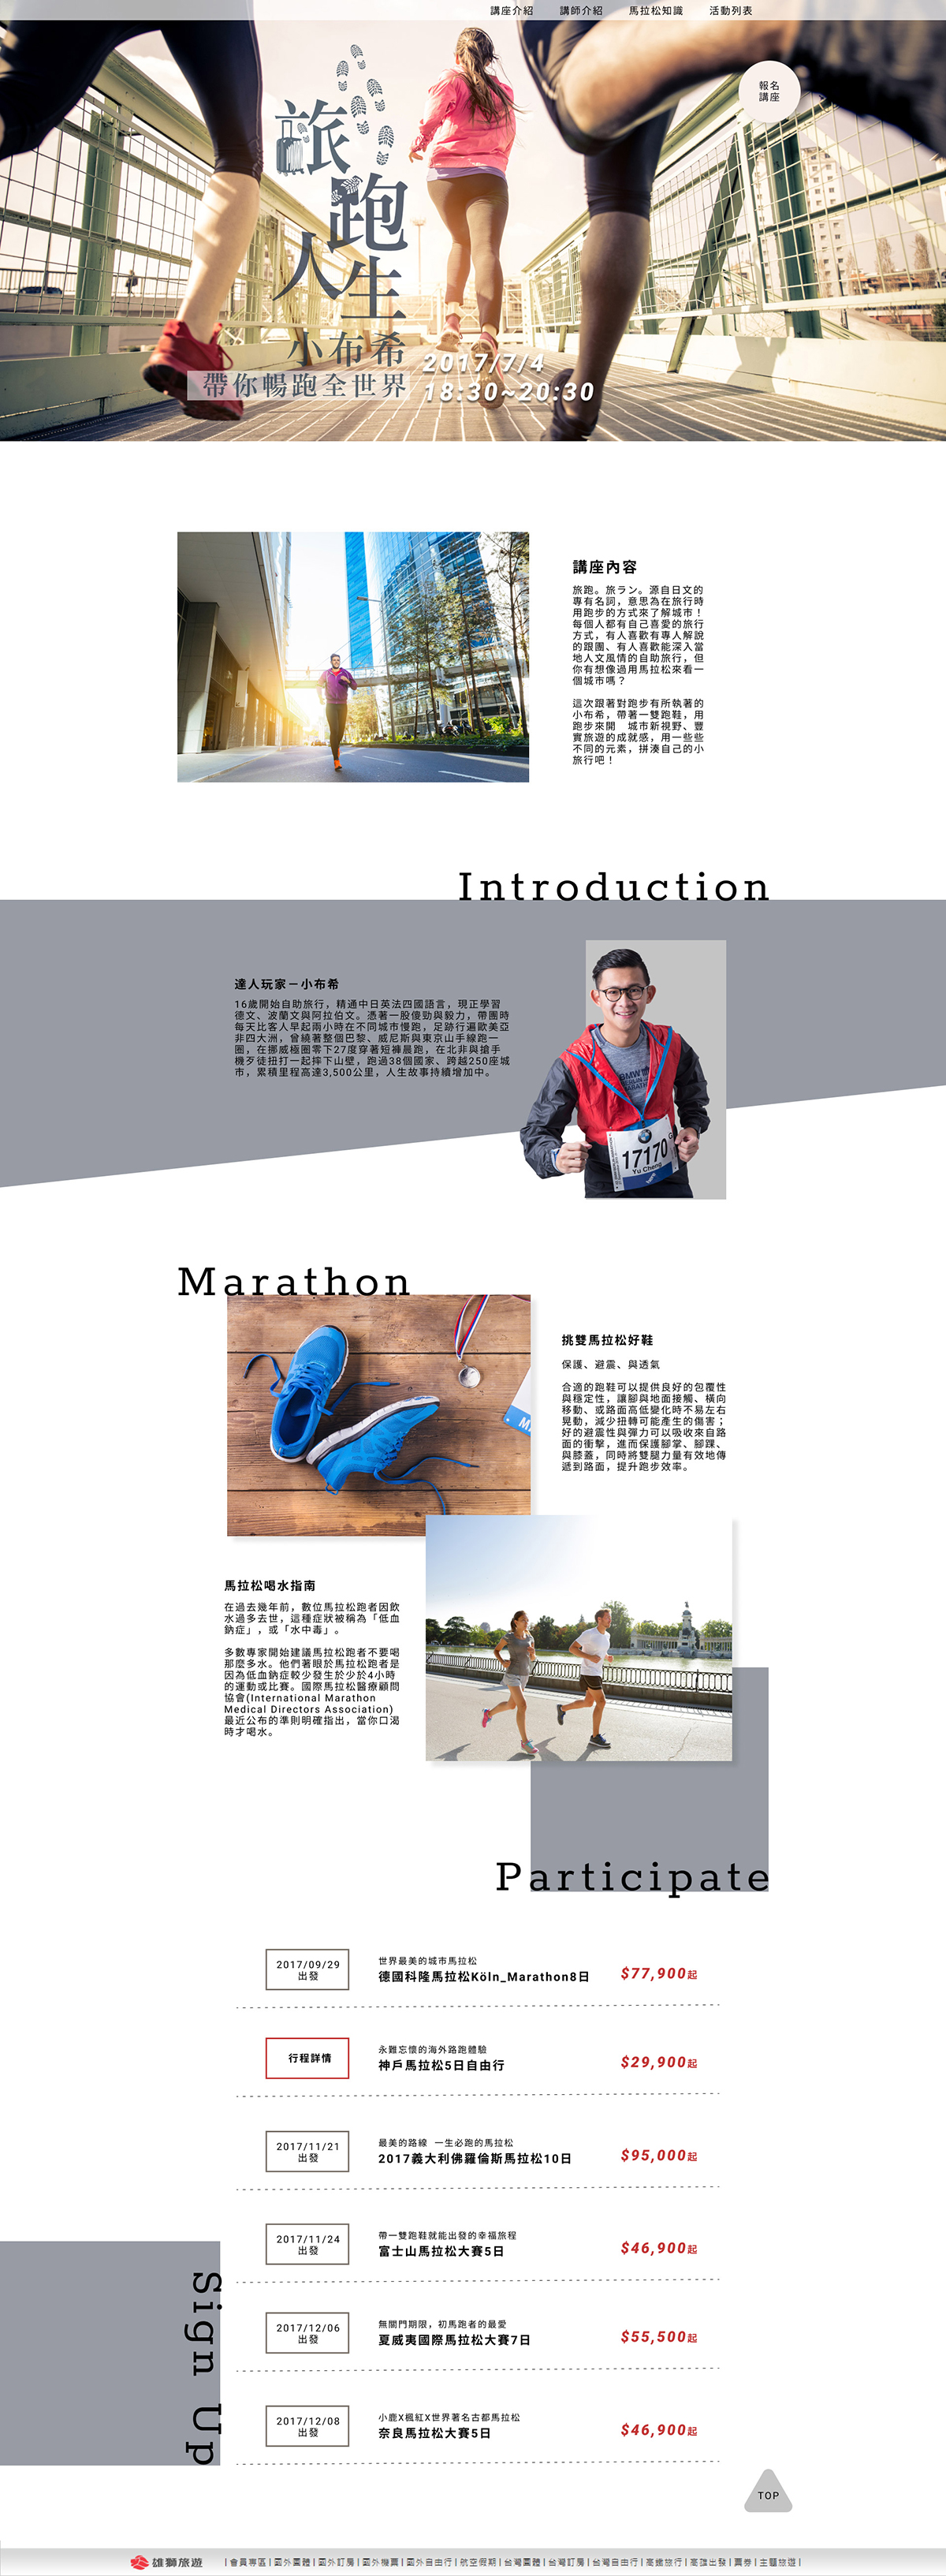 講座介紹 講師介紹 馬拉松知識 活動列表
報名
講座
旅
跑
人
生
小布希
帶你暢跑全世界
2017/7/4
18:30~20:30
講座內容
旅跑。旅ラン。源自日文的
專有名詞，意思為在旅行時
用跑步的方式來了解城市！
每個人都有自己喜愛的旅行
方式，有人喜歡有專人解說
的跟團、有人喜歡能深入當
地人文風情的自助旅行，但
你有想像過用馬拉松來看一
個城市嗎？
這次跟著對跑步有所執著的
小布希，帶著一雙跑鞋，用
跑步來開 城市新視野、豐
實旅遊的成就感，用一些些
不同的元素，拼湊自己的小
旅行吧！
Introduction
達人玩家－小布希
16歲開始自助旅行，精通中日英法四國語言，現正學習
德文、波蘭文與阿拉伯文。憑著一股傻勁與毅力，帶團時
每天比客人早起兩小時在不同城市慢跑，足跡行遍歐美亞
非四大洲，曾繞著整個巴黎、威尼斯與東京山手線跑一
圈，在挪威極圈零下27度穿著短褲晨跑，在北非與搶手
機歹徒扭打一起摔下山壁，跑過38個國家、跨越250座城
市，累積里程高達3,500公里，人生故事持續增加中。
BMW
BERLIN
MARATHON
17170
Yu Cheng
Marathon
挑雙馬拉松好鞋
保護、避震、與透氣
合適的跑鞋可以提供良好的包覆性
與穩定性，讓腳與地面接觸、橫向
移動、或路面高低變化時不易左右
晃動，減少扭轉可能產生的傷害；
好的避震性與彈力可以吸收來自路
面的衝擊，進而保護腳掌、腳踝、
與膝蓋，同時將雙腿力量有效地傳
遞到路面，提升跑步效率。
馬拉松喝水指南
在過去幾年前，數位馬拉松跑者因飲
水過多去世，這種症狀被稱為「低血
鈉症」，或「水中毒」。
多數專家開始建議馬拉松跑者不要喝
那麼多水。他們著眼於馬拉松跑者是
因為低血鈉症較少發生於少於4小時
的運動或比賽。國際馬拉松醫療顧問
協會(International Marathon
Medical Directors Association)
最近公布的準則明確指出，當你口渴
時才喝水。
Participate
2017/09/29
出發
世界最美的城市馬拉松
德國科隆馬拉松Köln_Marathon8日
$77,900起
行程詳情
永難忘懷的海外路跑體驗
神戶馬拉松5日自由行
$29,900起
2017/11/21
出發
最美的路線 一生必跑的馬拉松
2017義大利佛羅倫斯馬拉松10日
$95,000起
2017/11/24
出發
帶一雙跑鞋就能出發的幸福旅程
富士山馬拉松大賽5日
$46,900起
2017/12/06
出發
無關門期限，初馬跑者的最愛
夏威夷國際馬拉松大賽7日
$55,500起
2017/12/08
出發
小鹿X楓紅X世界著名古都馬拉松
奈良馬拉松大賽5日
$46,900起
Sign Up
TOP
雄獅旅遊 | 會員專區 | 國外團體 | 國外訂房 | 國外機票 | 國外自由行 | 航空假期 | 台灣團體 | 台灣訂房 | 台灣自由行 | 高鐵旅行 | 高雄出發 | 票券 | 主題旅遊 |